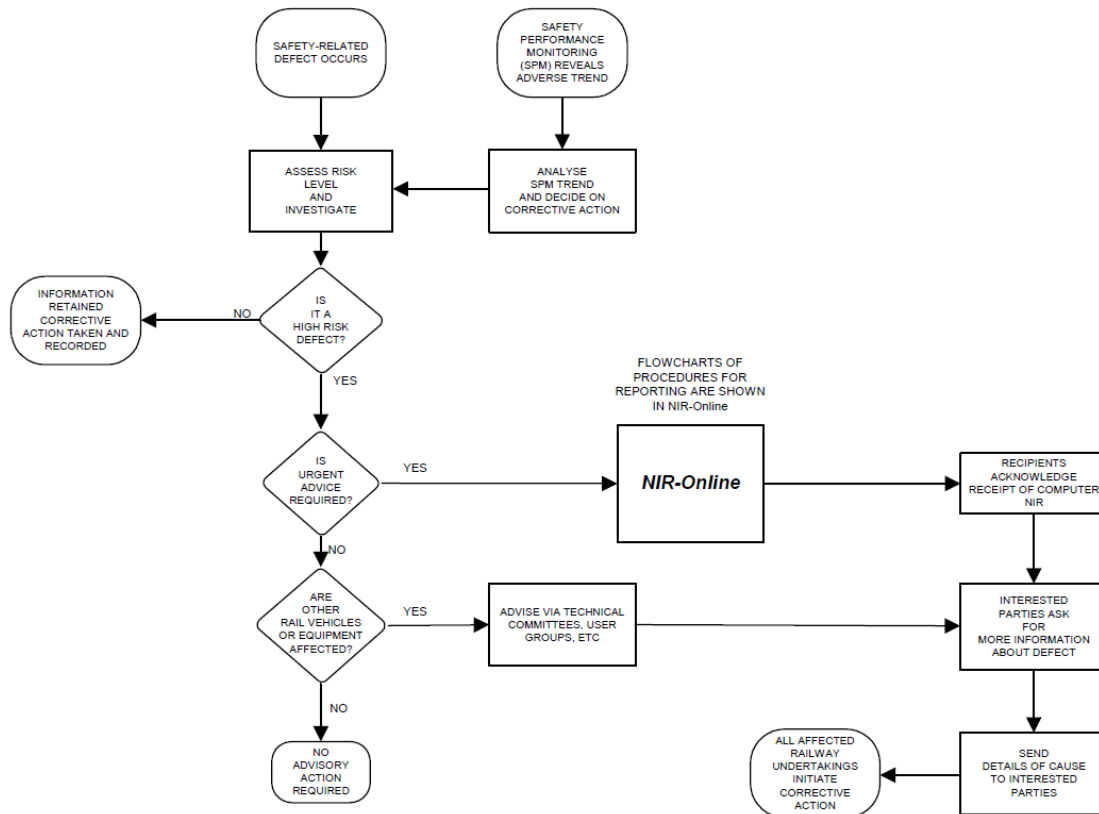 SAFETY-RELATED
DEFECT OCCURS
SAFETY
PERFORMANCE
MONITORING
(SPM) REVEALS
ADVERSE TREND
ASSESS RISK
LEVEL
AND
INVESTIGATE
ANALYSE
SPM TREND
AND DECIDE ON
CORRECTIVE ACTION
IS
IT A
HIGH RISK
DEFECT?
NO
INFORMATION
RETAINED
CORRECTIVE
ACTION TAKEN AND
RECORDED
YES
FLOWCHARTS OF
PROCEDURES FOR
REPORTING ARE SHOWN
IN NIR-Online
IS
URGENT
ADVICE
REQUIRED?
YES
NIR-Online
RECIPIENTS
ACKNOWLEDGE
RECEIPT OF COMPUTER
NIR
NO
ARE
OTHER
RAIL VEHICLES
OR EQUIPMENT
AFFECTED?
YES
ADVISE VIA TECHNICAL
COMMITTEES, USER
GROUPS, ETC
INTERESTED
PARTIES ASK
FOR
MORE INFORMATION
ABOUT DEFECT
NO
NO
ADVISORY
ACTION
REQUIRED
ALL AFFECTED
RAILWAY
UNDERTAKINGS
INITIATE
CORRECTIVE
ACTION
SEND
DETAILS OF CAUSE
TO INTERESTED
PARTIES